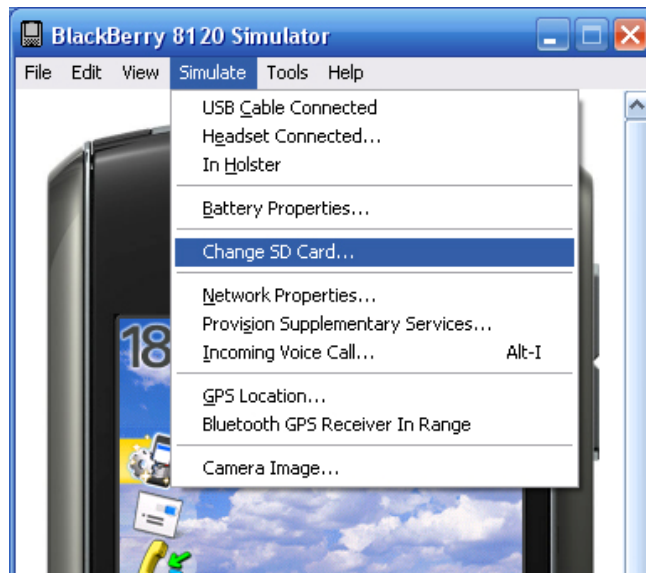 BlackBerry 8120 Simulator
File Edit View Simulate Tools Help
USB Cable Connected
Headset Connected...
In Holster
Battery Properties...
Change SD Card...
Network Properties...
Provision Supplementary Services...
Incoming Voice Call... Alt-I
GPS Location...
Bluetooth GPS Receiver In Range
Camera Image...
18